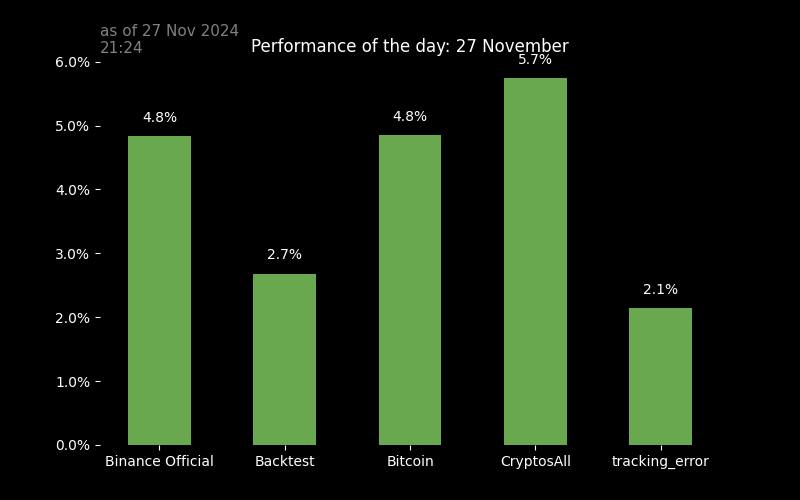 as of 27 Nov 2024
21:24
Performance of the day: 27 November
6.0%
5.0%
4.0%
3.0%
2.0%
1.0%
0.0%
4.8%
2.7%
4.8%
5.7%
2.1%
Binance Official
Backtest
Bitcoin
CryptosAll
tracking_error